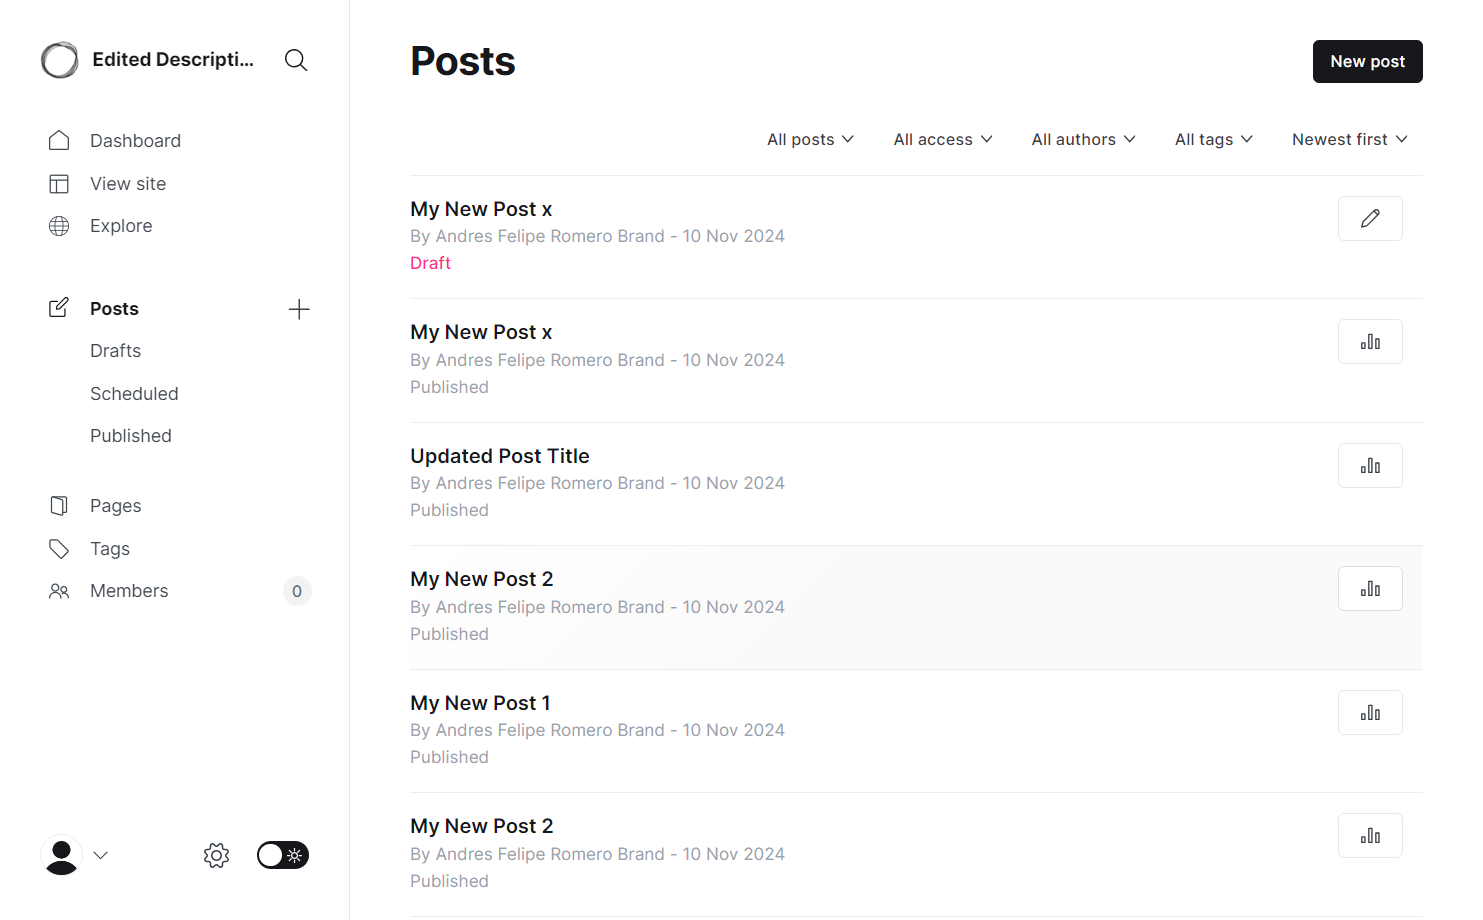 Edited Descripti...
Dashboard
View site
Explore
Posts
Drafts
Scheduled
Published
Pages
Tags
Members 0
Posts
New post
All posts All access All authors All tags Newest first
My New Post x
By Andres Felipe Romero Brand - 10 Nov 2024
Draft
My New Post x
By Andres Felipe Romero Brand - 10 Nov 2024
Published
Updated Post Title
By Andres Felipe Romero Brand - 10 Nov 2024
Published
My New Post 2
By Andres Felipe Romero Brand - 10 Nov 2024
Published
My New Post 1
By Andres Felipe Romero Brand - 10 Nov 2024
Published
My New Post 2
By Andres Felipe Romero Brand - 10 Nov 2024
Published